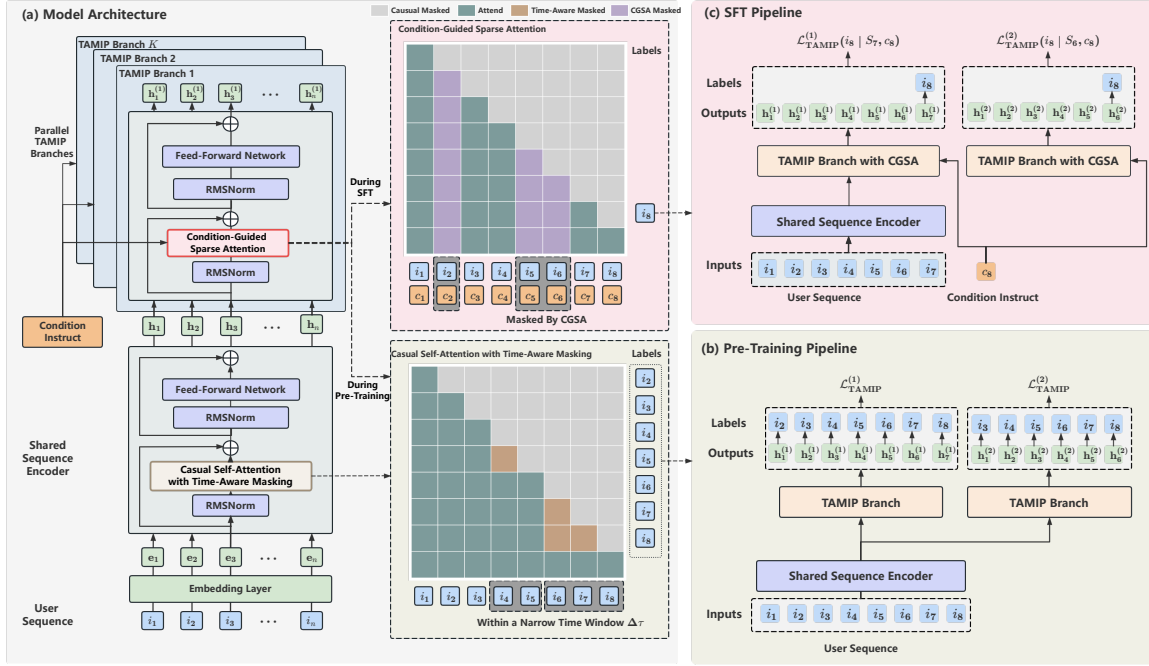 (a) Model Architecture
Casual Masked
Attend
Time-Aware Masked
CGSA Masked
TAMIP Branch K
TAMIP Branch 2
TAMIP Branch 1
h₁⁽¹⁾ h₂⁽¹⁾ h₃⁽¹⁾ ⋯ hₙ⁽¹⁾
Parallel
TAMIP
Branches
Feed-Forward Network
RMSNorm
Condition-Guided
Sparse Attention
RMSNorm
h₁ h₂ h₃ ⋯ hₙ
Condition
Instruct
Feed-Forward Network
RMSNorm
Shared
Sequence
Encoder
Casual Self-Attention
with Time-Aware Masking
RMSNorm
e₁ e₂ e₃ ⋯ eₙ
Embedding Layer
User
Sequence
i₁ i₂ i₃ ⋯ iₙ
During
SFT
During
Pre-Training
Condition-Guided Sparse Attention
Labels
i₈
i₁ i₂ i₃ i₄ i₅ i₆ i₇ i₈
c₁ c₂ c₃ c₄ c₅ c₆ c₇ c₈
Masked By CGSA
Casual Self-Attention with Time-Aware Masking
Labels
i₂
i₃
i₄
i₅
i₆
i₇
i₈
i₁ i₂ i₃ i₄ i₅ i₆ i₇ i₈
Within a Narrow Time Window Δτ
(c) SFT Pipeline
ℒ⁽¹⁾TAMIP(i₈ | S₇, c₈)
ℒ⁽²⁾TAMIP(i₈ | S₆, c₈)
Labels
i₈ i₈
Outputs
h₁⁽¹⁾ h₂⁽¹⁾ h₃⁽¹⁾ h₄⁽¹⁾ h₅⁽¹⁾ h₆⁽¹⁾ h₇⁽¹⁾
h₁⁽²⁾ h₂⁽²⁾ h₃⁽²⁾ h₄⁽²⁾ h₅⁽²⁾ h₆⁽²⁾
TAMIP Branch with CGSA
TAMIP Branch with CGSA
Shared Sequence Encoder
Inputs
i₁ i₂ i₃ i₄ i₅ i₆ i₇
c₈
User Sequence
Condition Instruct
(b) Pre-Training Pipeline
ℒ⁽¹⁾TAMIP
ℒ⁽²⁾TAMIP
Labels
i₂ i₃ i₄ i₅ i₆ i₇ i₈
i₃ i₄ i₅ i₆ i₇ i₈
Outputs
h₁⁽¹⁾ h₂⁽¹⁾ h₃⁽¹⁾ h₄⁽¹⁾ h₅⁽¹⁾ h₆⁽¹⁾ h₇⁽¹⁾
h₁⁽²⁾ h₂⁽²⁾ h₃⁽²⁾ h₄⁽²⁾ h₅⁽²⁾ h₆⁽²⁾
TAMIP Branch
TAMIP Branch
Shared Sequence Encoder
Inputs
i₁ i₂ i₃ i₄ i₅ i₆ i₇ i₈
User Sequence